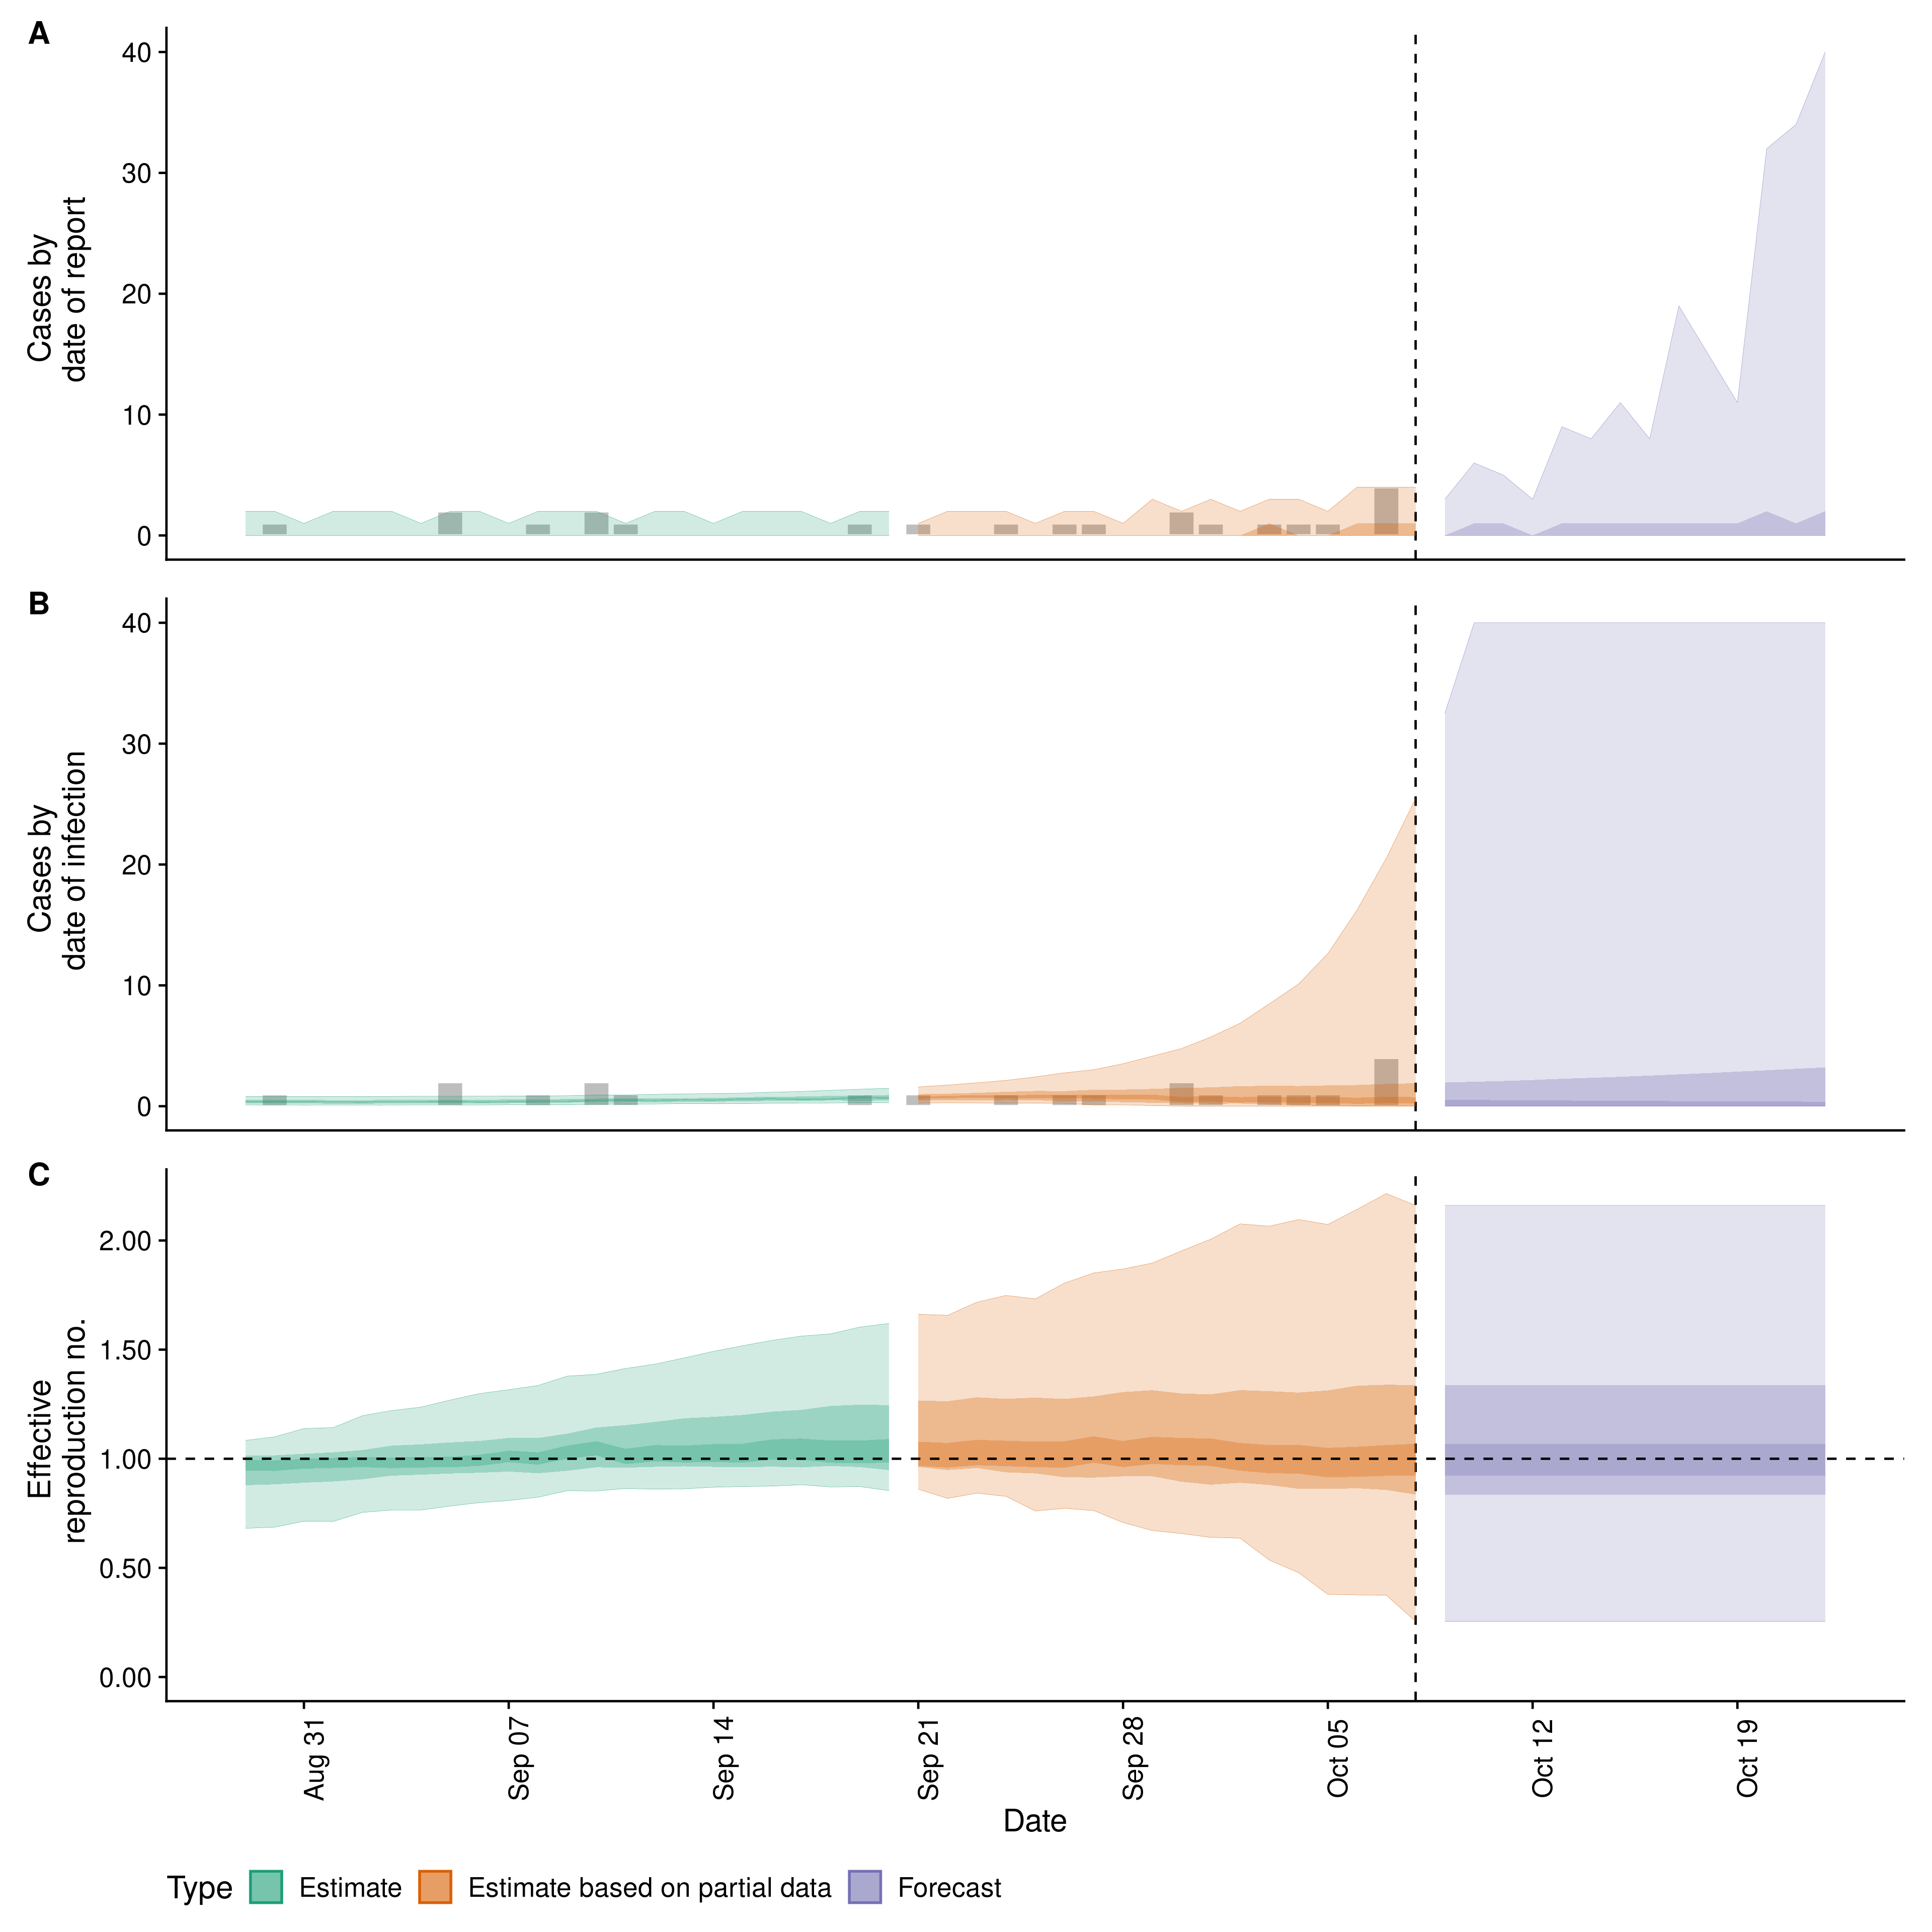 A
40
30
20
10
0
Cases by
date of report
B
40
30
20
10
0
Cases by
date of infection
C
2.00
1.50
1.00
0.50
0.00
Effective
reproduction no.
Aug 31
Sep 07
Sep 14
Sep 21
Sep 28
Oct 05
Oct 12
Oct 19
Date
Type Estimate Estimate based on partial data Forecast